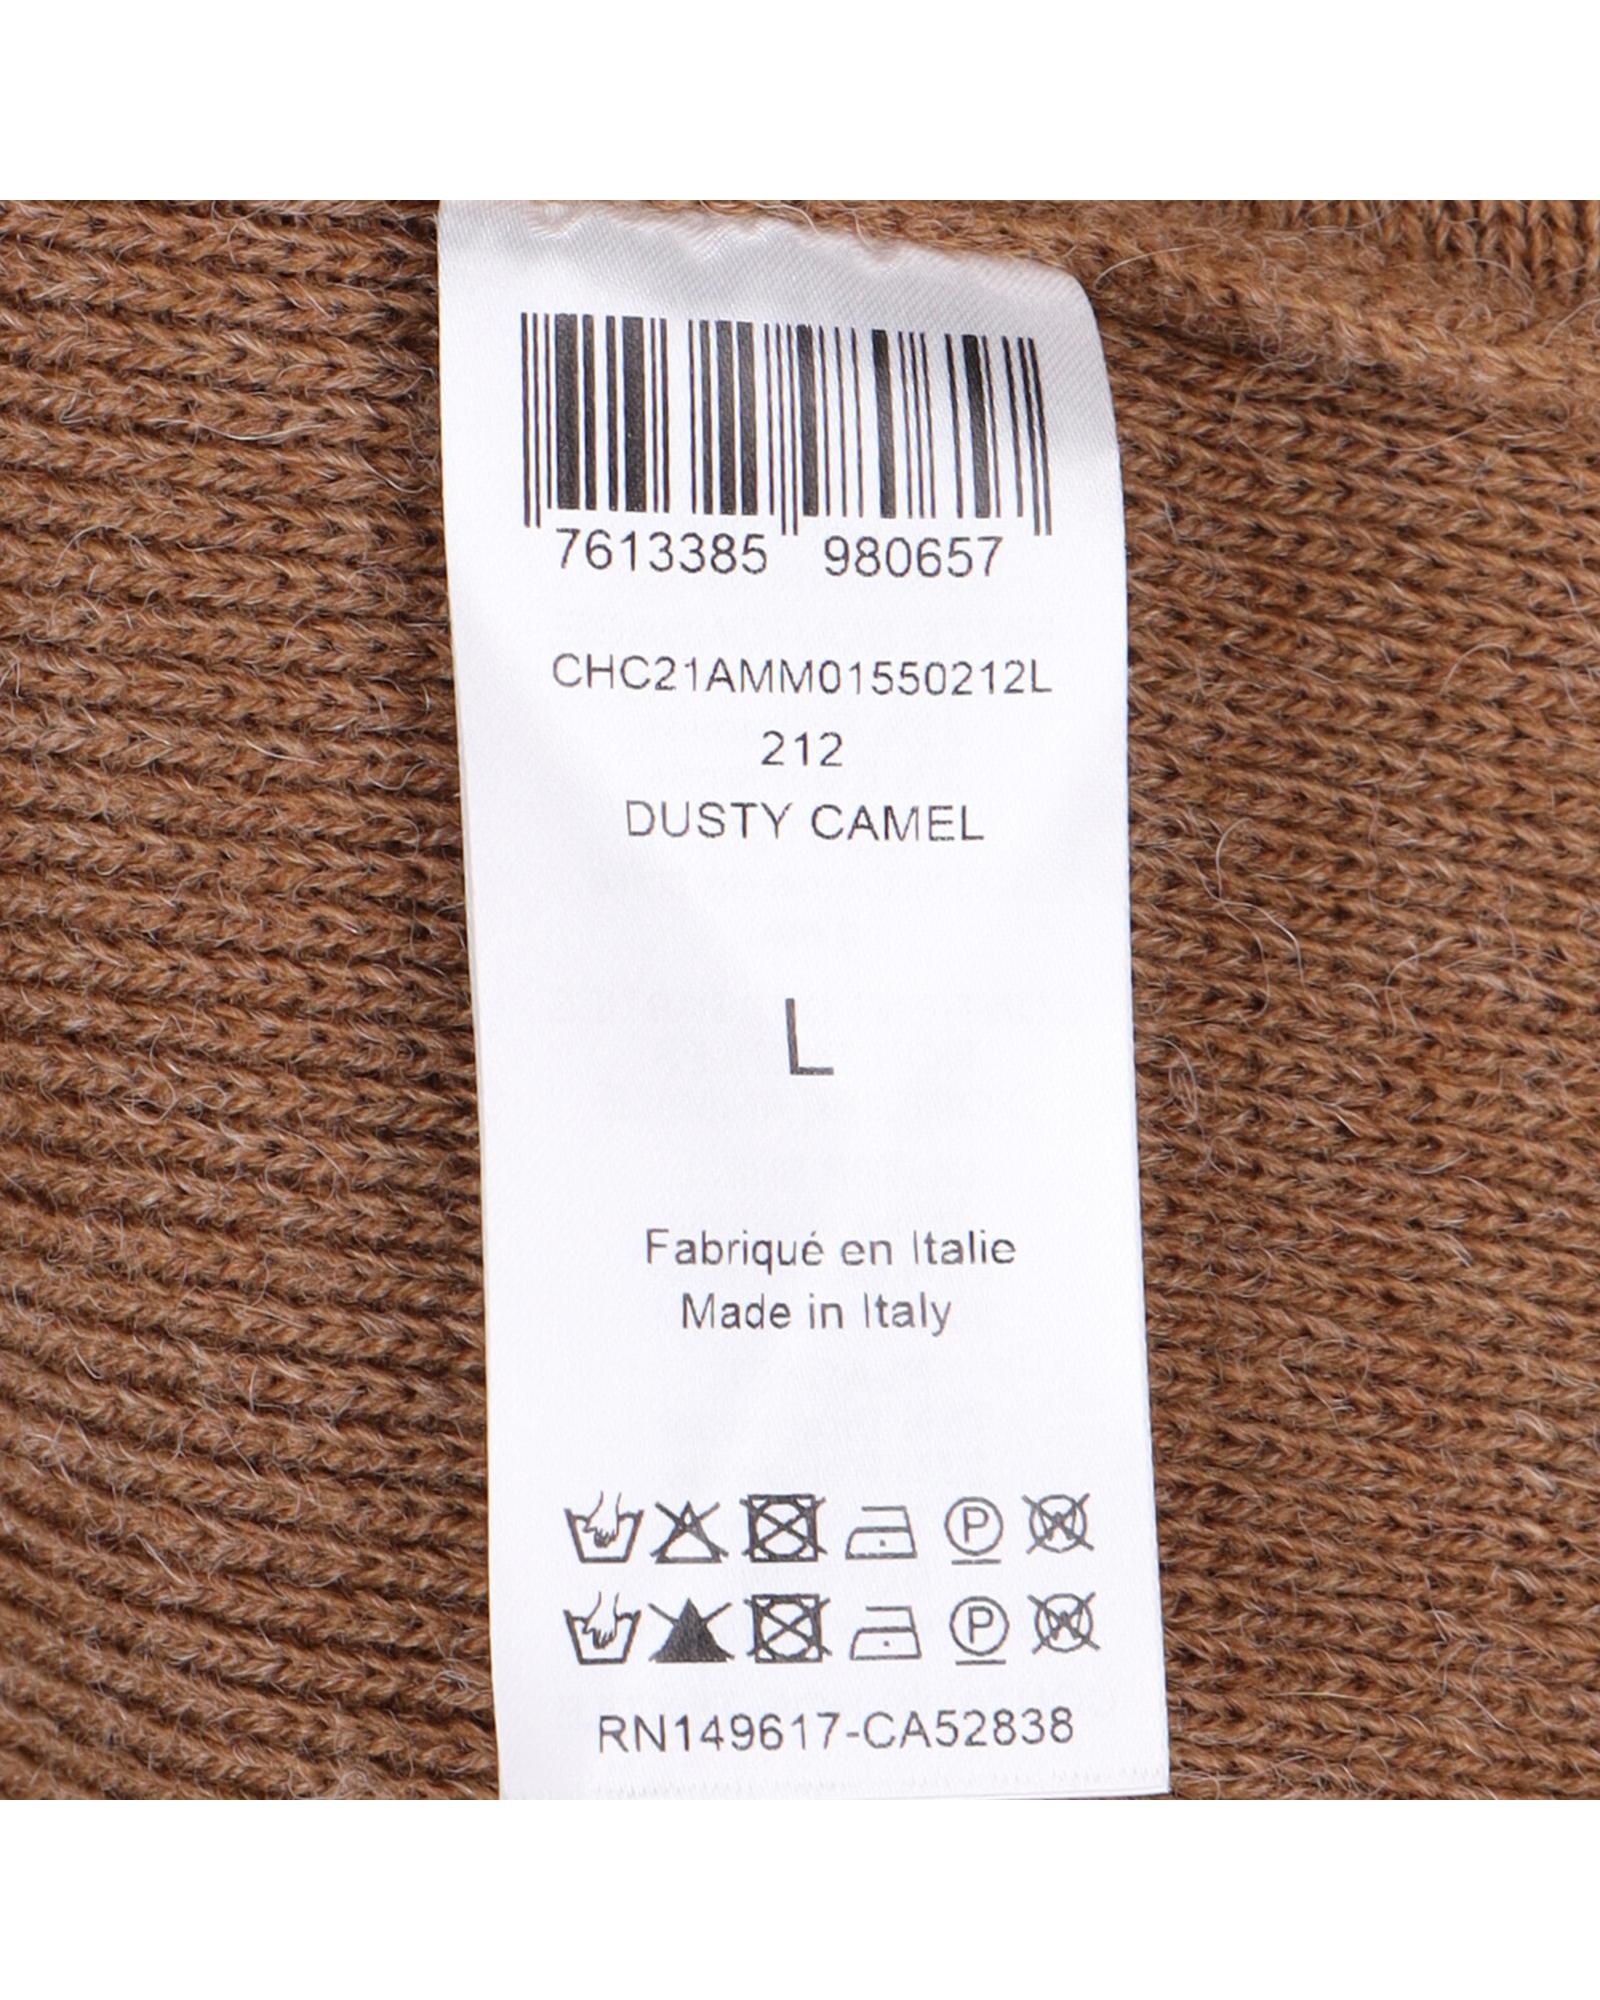 7613385 980657
CHC21AMM01550212L
212
DUSTY CAMEL
L
Fabriqué en Italie
Made in Italy
P W
P W
RN149617-CA52838